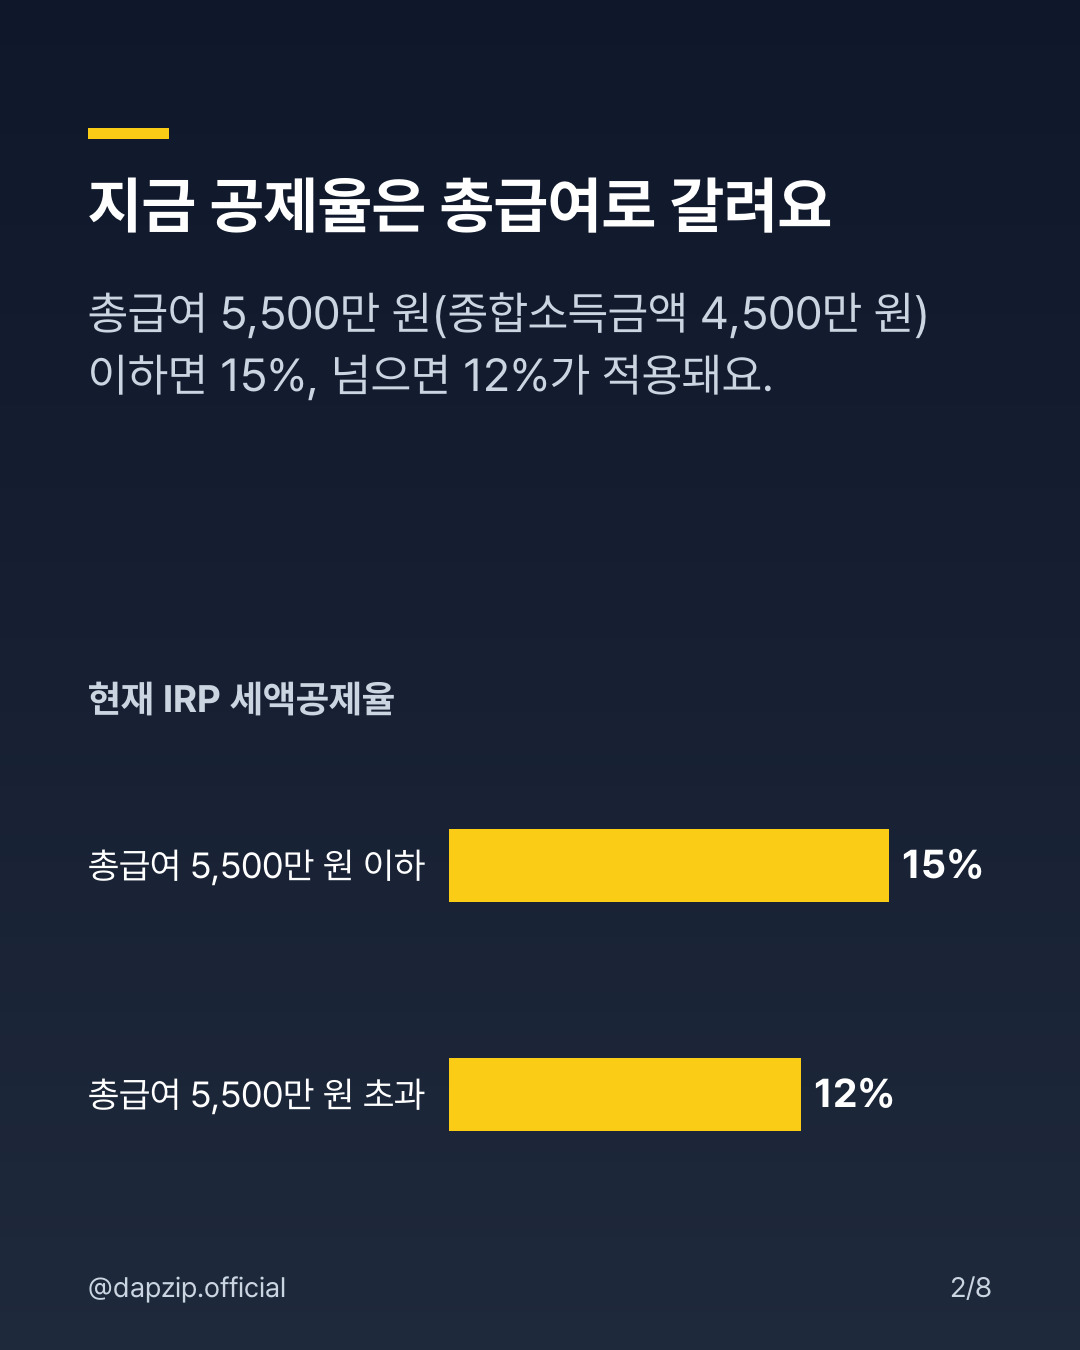 지금 공제율은 총급여로 갈려요
총급여 5,500만 원(종합소득금액 4,500만 원)
이하면 15%, 넘으면 12%가 적용돼요.
현재 IRP 세액공제율
총급여 5,500만 원 이하 15%
총급여 5,500만 원 초과 12%
@dapzip.official 2/8